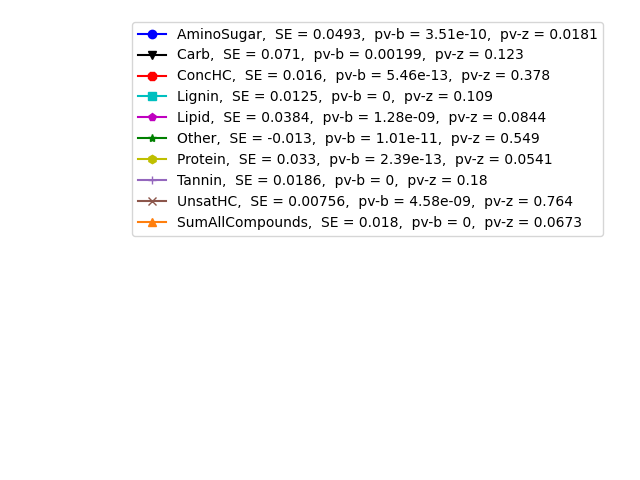 AminoSugar,  SE = 0.0493,  pv-b = 3.51e-10,  pv-z = 0.0181
Carb,  SE = 0.071,  pv-b = 0.00199,  pv-z = 0.123
ConcHC,  SE = 0.016,  pv-b = 5.46e-13,  pv-z = 0.378
Lignin,  SE = 0.0125,  pv-b = 0,  pv-z = 0.109
Lipid,  SE = 0.0384,  pv-b = 1.28e-09,  pv-z = 0.0844
Other,  SE = -0.013,  pv-b = 1.01e-11,  pv-z = 0.549
Protein,  SE = 0.033,  pv-b = 2.39e-13,  pv-z = 0.0541
Tannin,  SE = 0.0186,  pv-b = 0,  pv-z = 0.18
UnsatHC,  SE = 0.00756,  pv-b = 4.58e-09,  pv-z = 0.764
SumAllCompounds,  SE = 0.018,  pv-b = 0,  pv-z = 0.0673